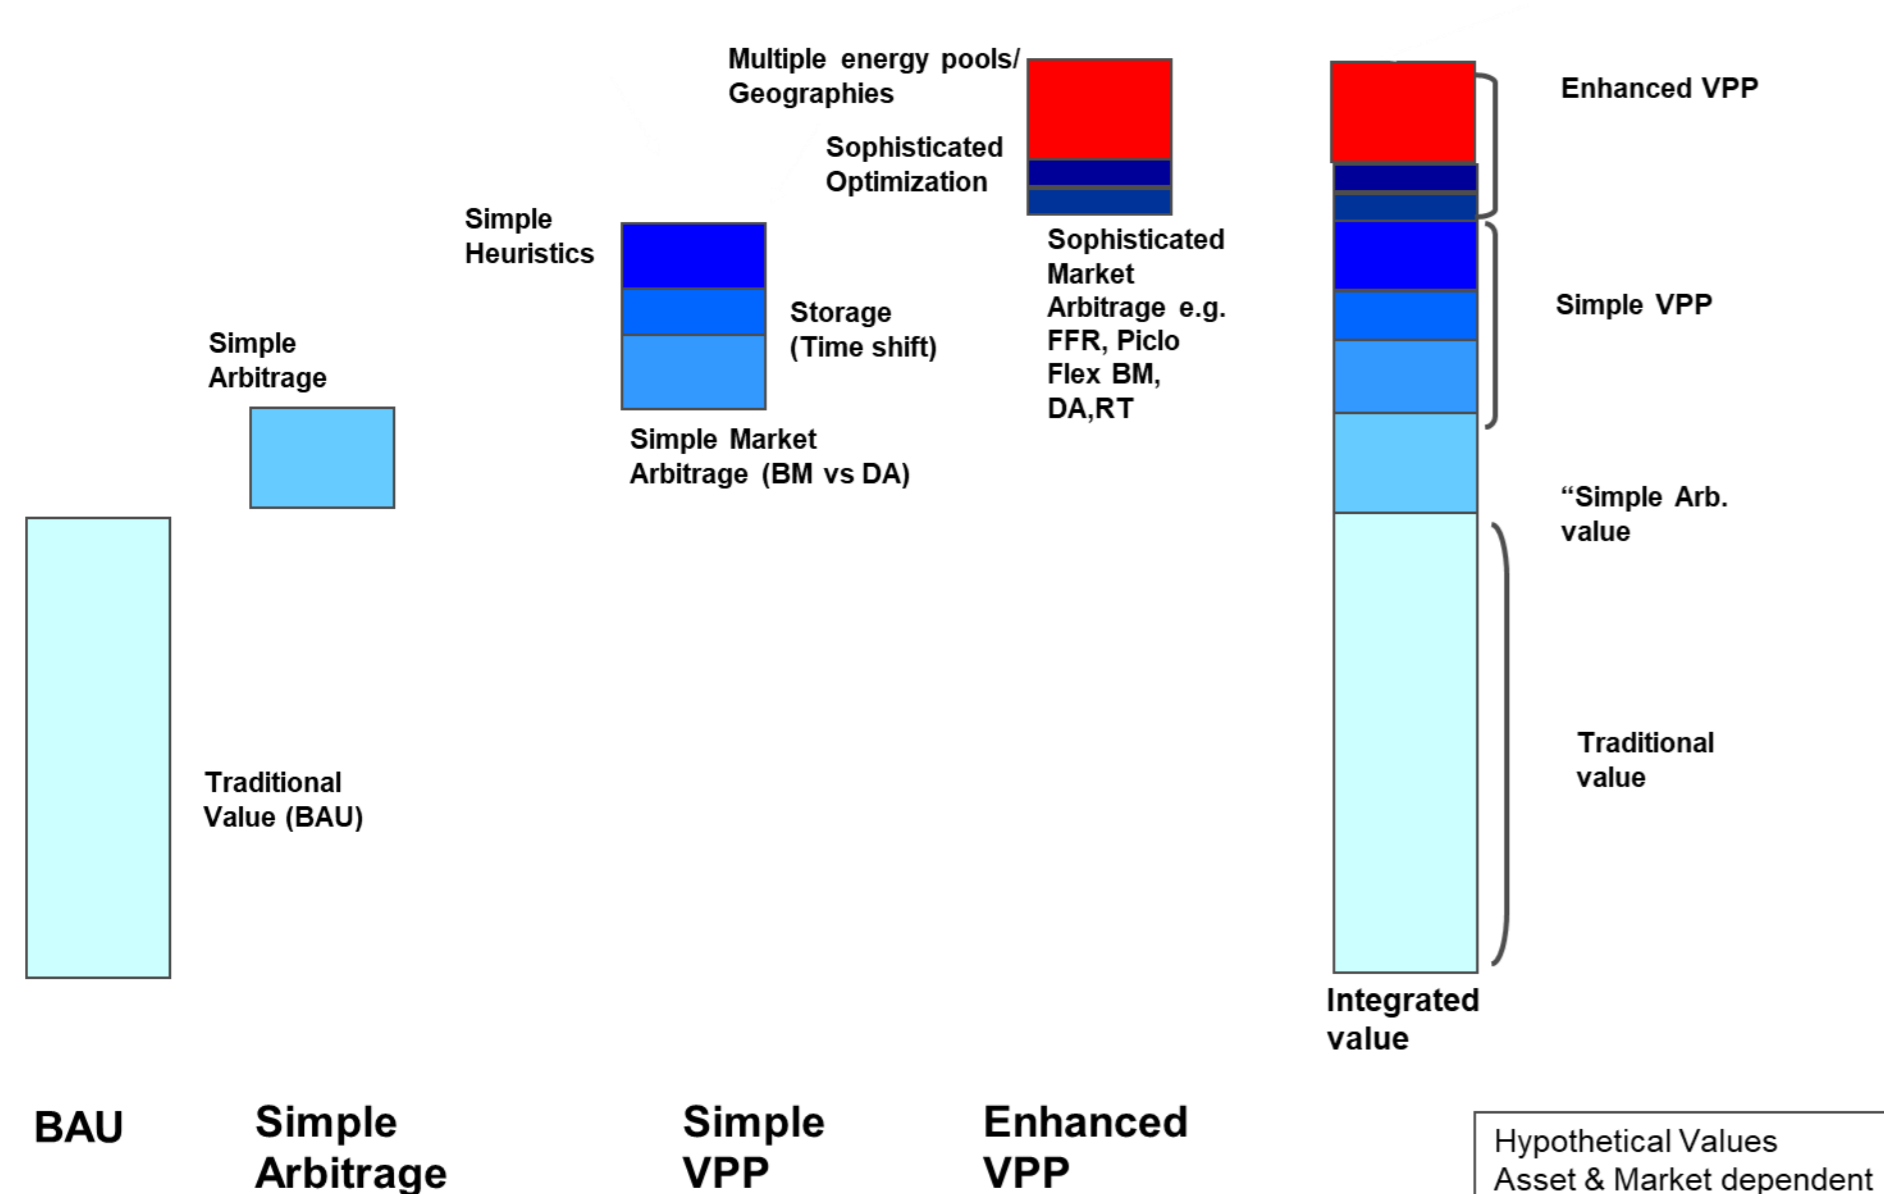 Multiple energy pools/
Geographies
Sophisticated
Optimization
Simple
Heuristics
Storage
(Time shift)
Simple Market
Arbitrage (BM vs DA)
Sophisticated
Market
Arbitrage e.g.
FFR, Piclo
Flex BM,
DA,RT
Simple
Arbitrage
Traditional
Value (BAU)
Enhanced VPP
Simple VPP
“Simple Arb.
value
Traditional
value
Integrated
value
BAU
Simple
Arbitrage
Simple
VPP
Enhanced
VPP
Hypothetical Values
Asset & Market dependent